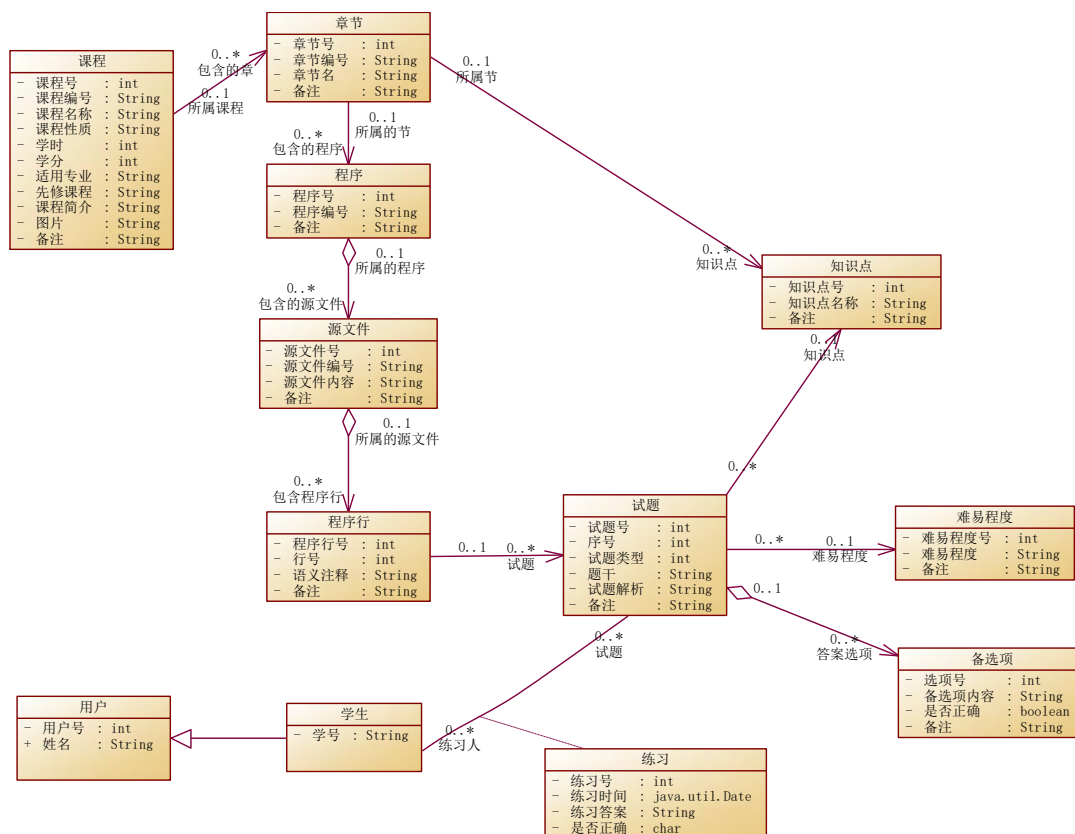 章节
- 章节号 : int
- 章节编号 : String
- 章节名 : String
- 备注 : String
课程
- 课程号 : int
- 课程编号 : String
- 课程名称 : String
- 课程性质 : String
- 学时 : int
- 学分 : int
- 适用专业 : String
- 先修课程 : String
- 课程简介 : String
- 图片 : String
- 备注 : String
0..*
包含的章
0..1
所属课程
0..1
所属节
0..1
所属的节
0..*
包含的程序
程序
- 程序号 : int
- 程序编号 : String
- 备注 : String
0..1
所属的程序
0..*
包含的源文件
0..*
知识点
知识点
- 知识点号 : int
- 知识点名称 : String
- 备注 : String
源文件
- 源文件号 : int
- 源文件编号 : String
- 源文件内容 : String
- 备注 : String
0..1
知识点
0..1
所属的源文件
0..*
包含程序行
0..*
程序行
- 程序行号 : int
- 行号 : int
- 语义注释 : String
- 备注 : String
0..1
0..*
试题
试题
- 试题号 : int
- 序号 : int
- 试题类型 : int
- 题干 : String
- 试题解析 : String
- 备注 : String
0..*
0..1
难易程度
难易程度
- 难易程度号 : int
- 难易程度 : String
- 备注 : String
0..1
0..*
答案选项
备选项
- 选项号 : int
- 备选项内容 : String
- 是否正确 : boolean
- 备注 : String
0..*
试题
用户
- 用户号 : int
+ 姓名 : String
学生
- 学号 : String
0..*
练习人
练习
- 练习号 : int
- 练习时间 : java.util.Date
- 练习答案 : String
- 是否正确 : char